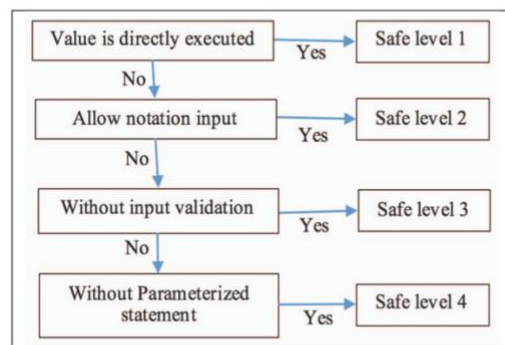 Value is directly executed
Yes
Safe level 1
No
Allow notation input
Yes
Safe level 2
No
Without input validation
Yes
Safe level 3
No
Without Parameterized
statement
Yes
Safe level 4